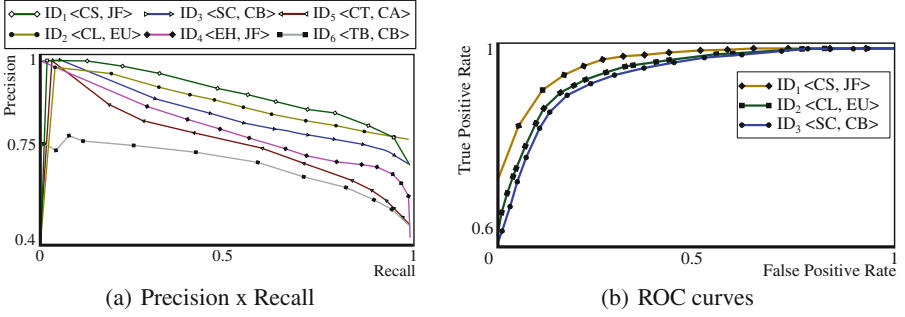 ID1 <CS, JF> ID3 <SC, CB> ID5 <CT, CA>
ID2 <CL, EU> ID4 <EH, JF> ID6 <TB, CB>
Precision
1
0.75
0.4
0
0.5
1
Recall
(a) Precision x Recall
True Positive Rate
1
0.6
ID1 <CS, JF>
ID2 <CL, EU>
ID3 <SC, CB>
0
0.5
1
False Positive Rate
(b) ROC curves